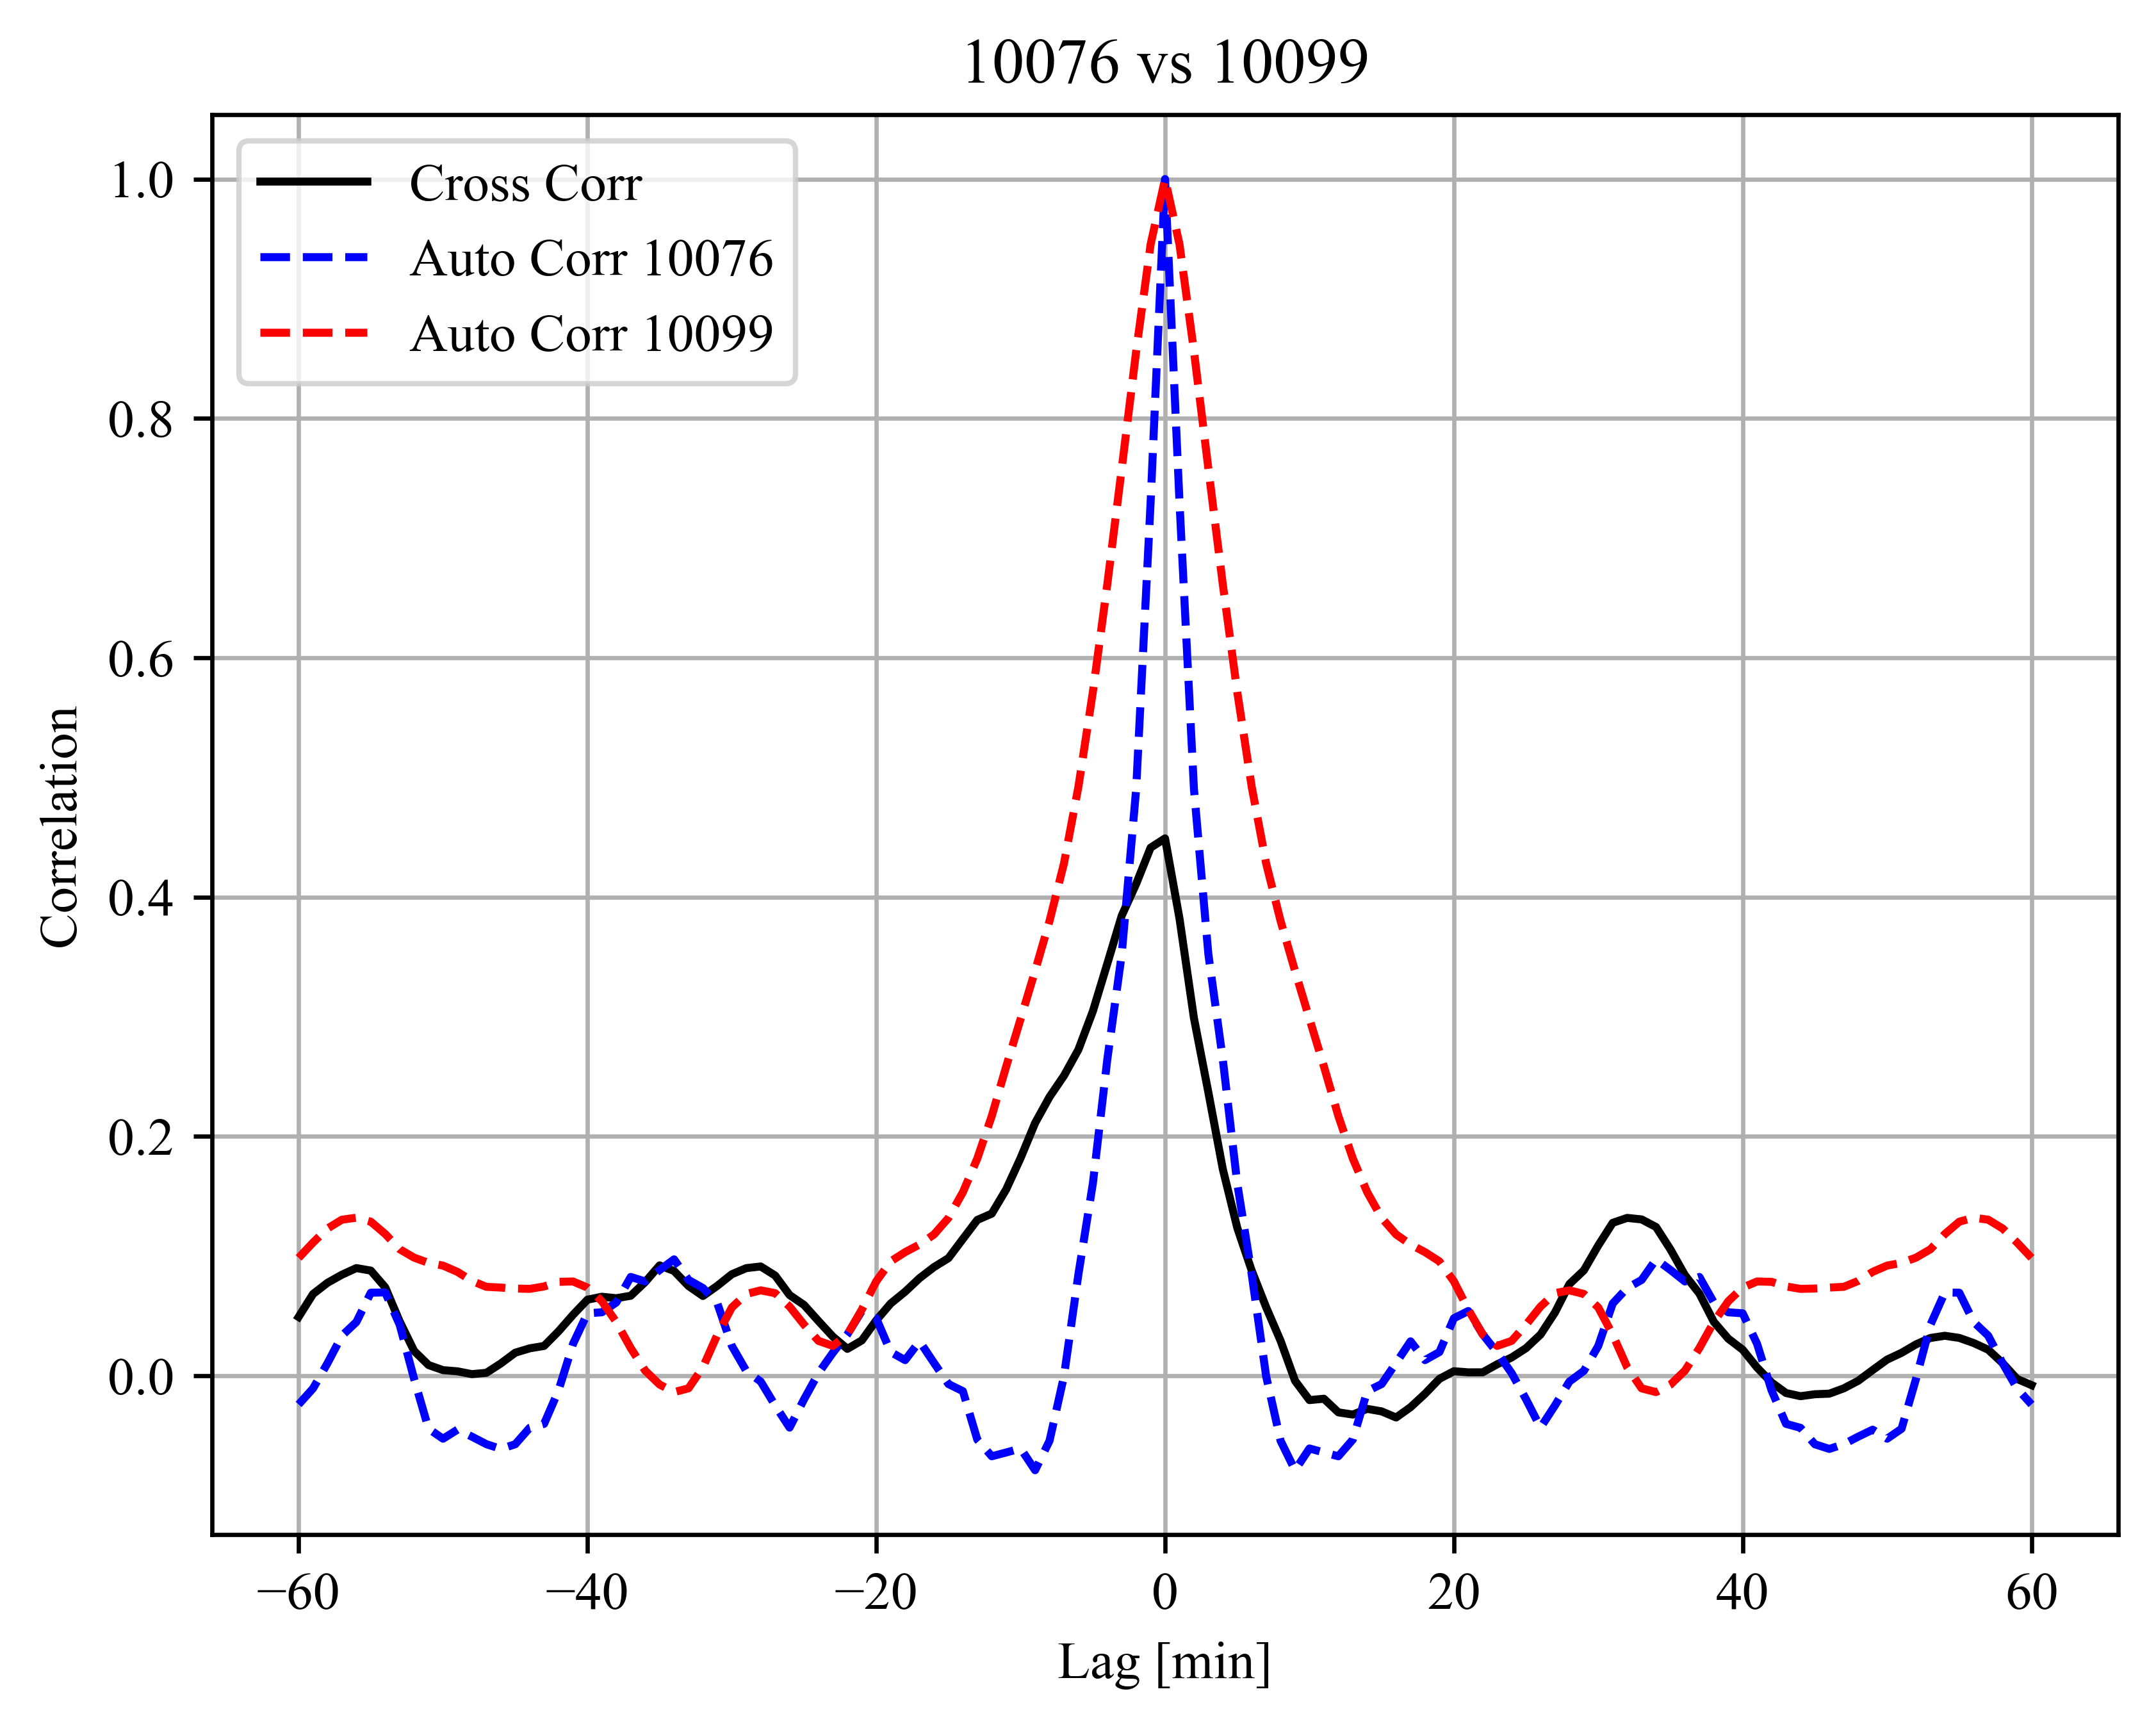 10076 vs 10099
Cross Corr
Auto Corr 10076
Auto Corr 10099
1.0
0.8
0.6
0.4
0.2
0.0
Correlation
−60 −40 −20 0 20 40 60
Lag [min]